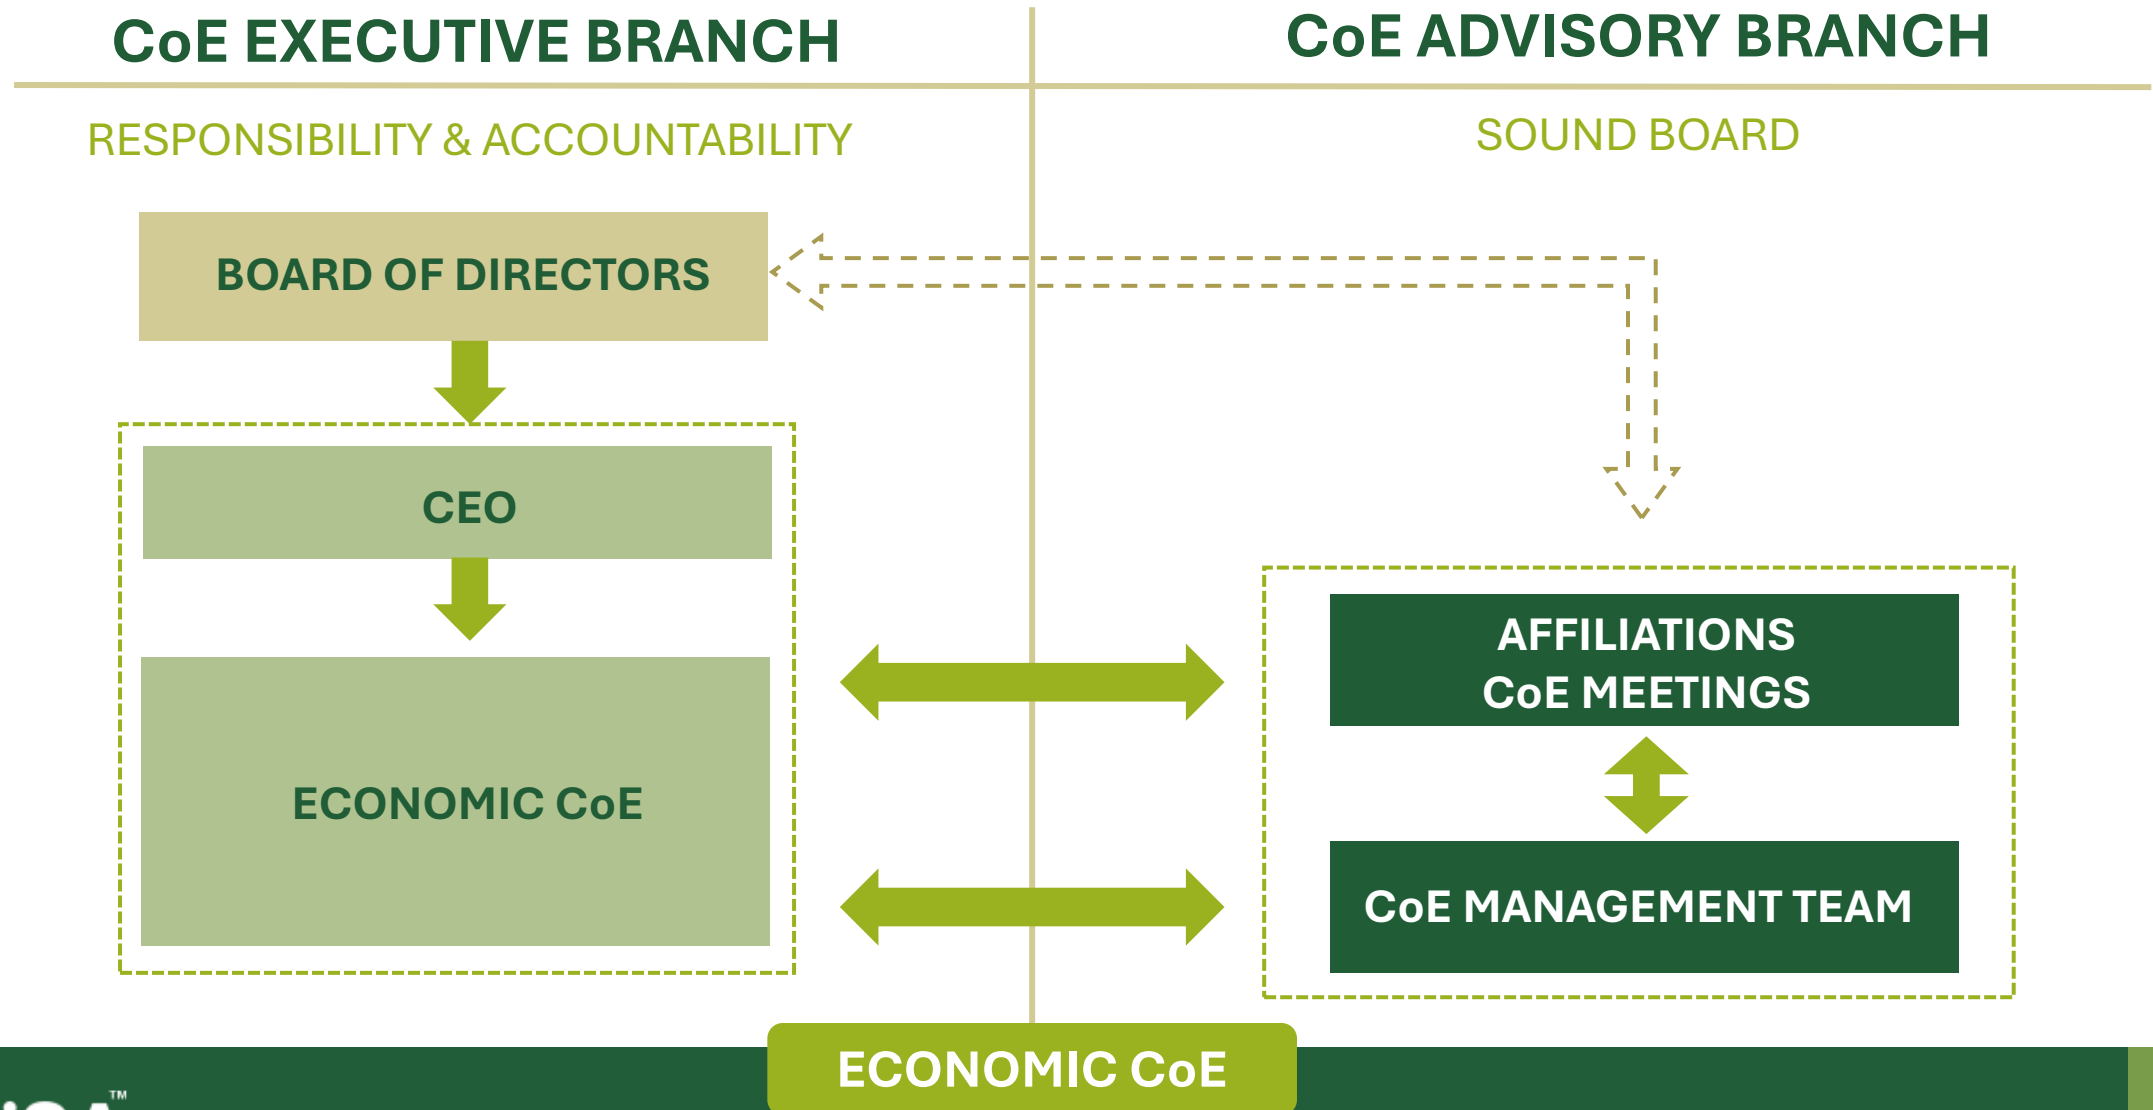 CoE EXECUTIVE BRANCH
CoE ADVISORY BRANCH
RESPONSIBILITY & ACCOUNTABILITY
SOUND BOARD
BOARD OF DIRECTORS
CEO
ECONOMIC CoE
AFFILIATIONS
CoE MEETINGS
CoE MANAGEMENT TEAM
ECONOMIC CoE
™